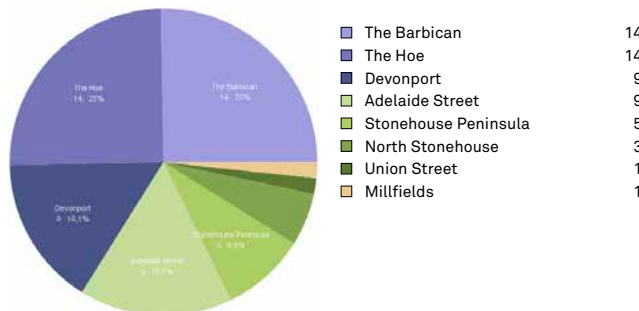 The Hoe
14; 25%
The Barbican
14; 25%
Devonport
9; 16,1%
Adelaide Street
9; 16,1%
Stonehouse Peninsula
5; 8,9%
The Barbican 14
The Hoe 14
Devonport 9
Adelaide Street 9
Stonehouse Peninsula 5
North Stonehouse 3
Union Street 1
Millfields 1